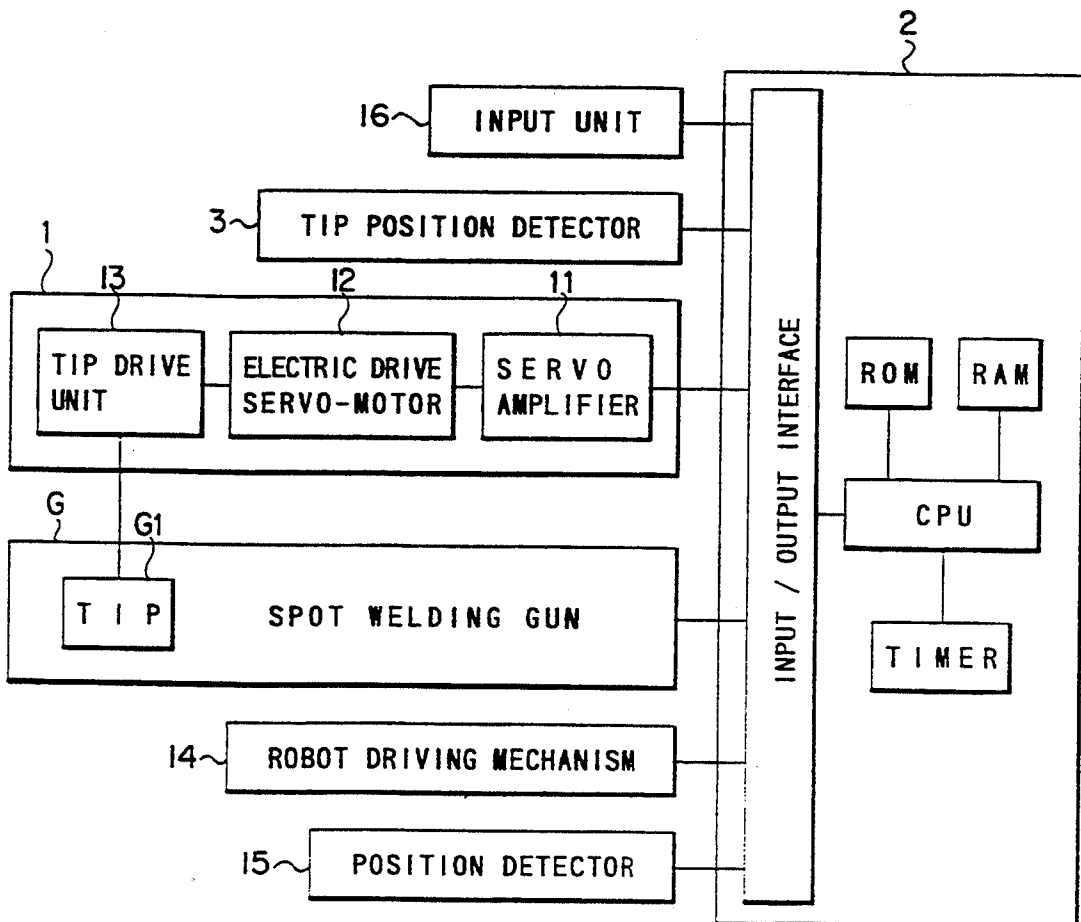 2
16
INPUT UNIT
3
TIP POSITION DETECTOR
1
13
12
11
TIP DRIVE
UNIT
ELECTRIC DRIVE
SERVO-MOTOR
SERVO
AMPLIFIER
INPUT / OUTPUT INTERFACE
ROM
RAM
CPU
TIMER
G
G1
TIP
SPOT WELDING GUN
14
ROBOT DRIVING MECHANISM
15
POSITION DETECTOR